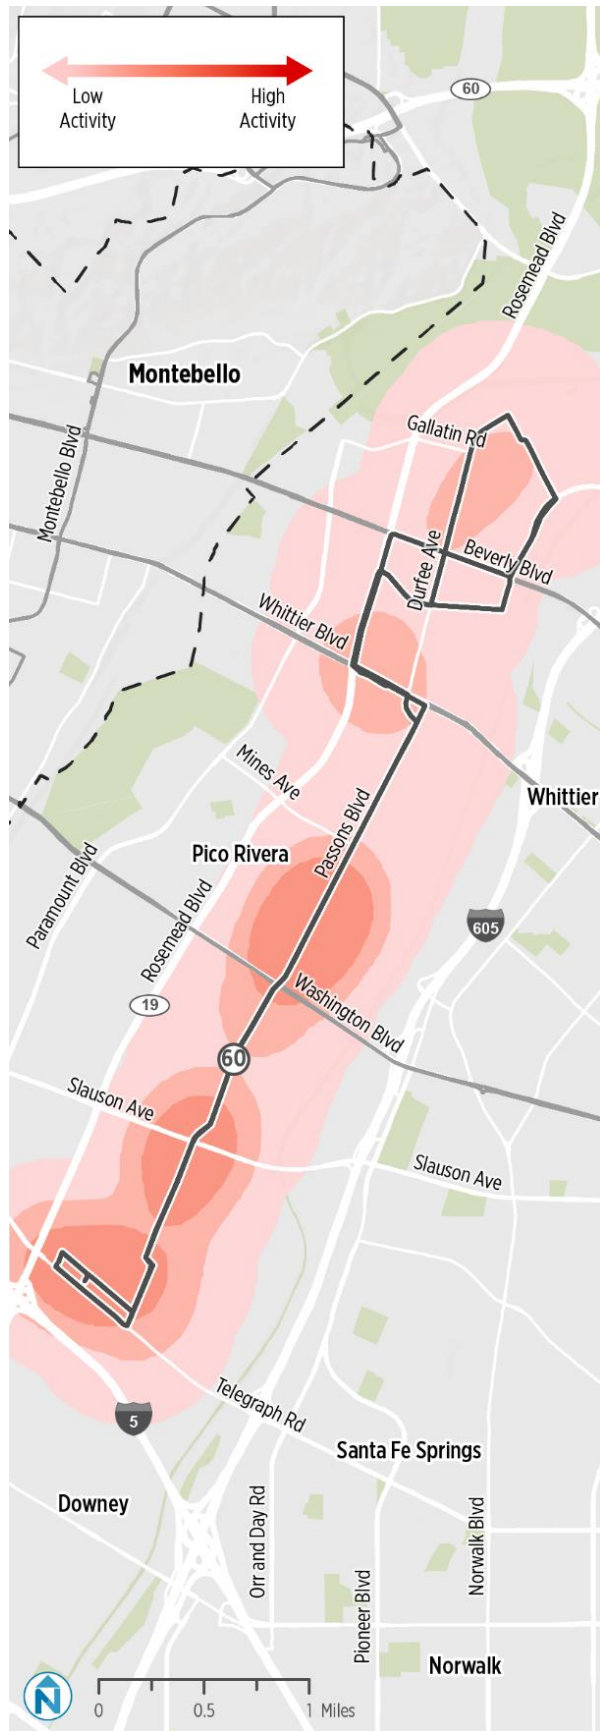 Low
Activity
High
Activity
60
Rosemead Blvd
Montebello
Gallatin Rd
Montebello Blvd
Durfee Ave
Beverly Blvd
Whittier Blvd
Mines Ave
Passons Blvd
Whittier
Pico Rivera
Paramount Blvd
Rosemead Blvd
605
19
Washington Blvd
60
Slauson Ave
Slauson Ave
Telegraph Rd
5
Santa Fe Springs
Downey
Orr and Day Rd
Norwalk Blvd
Pioneer Blvd
Norwalk
N
0 0.5 1 Miles